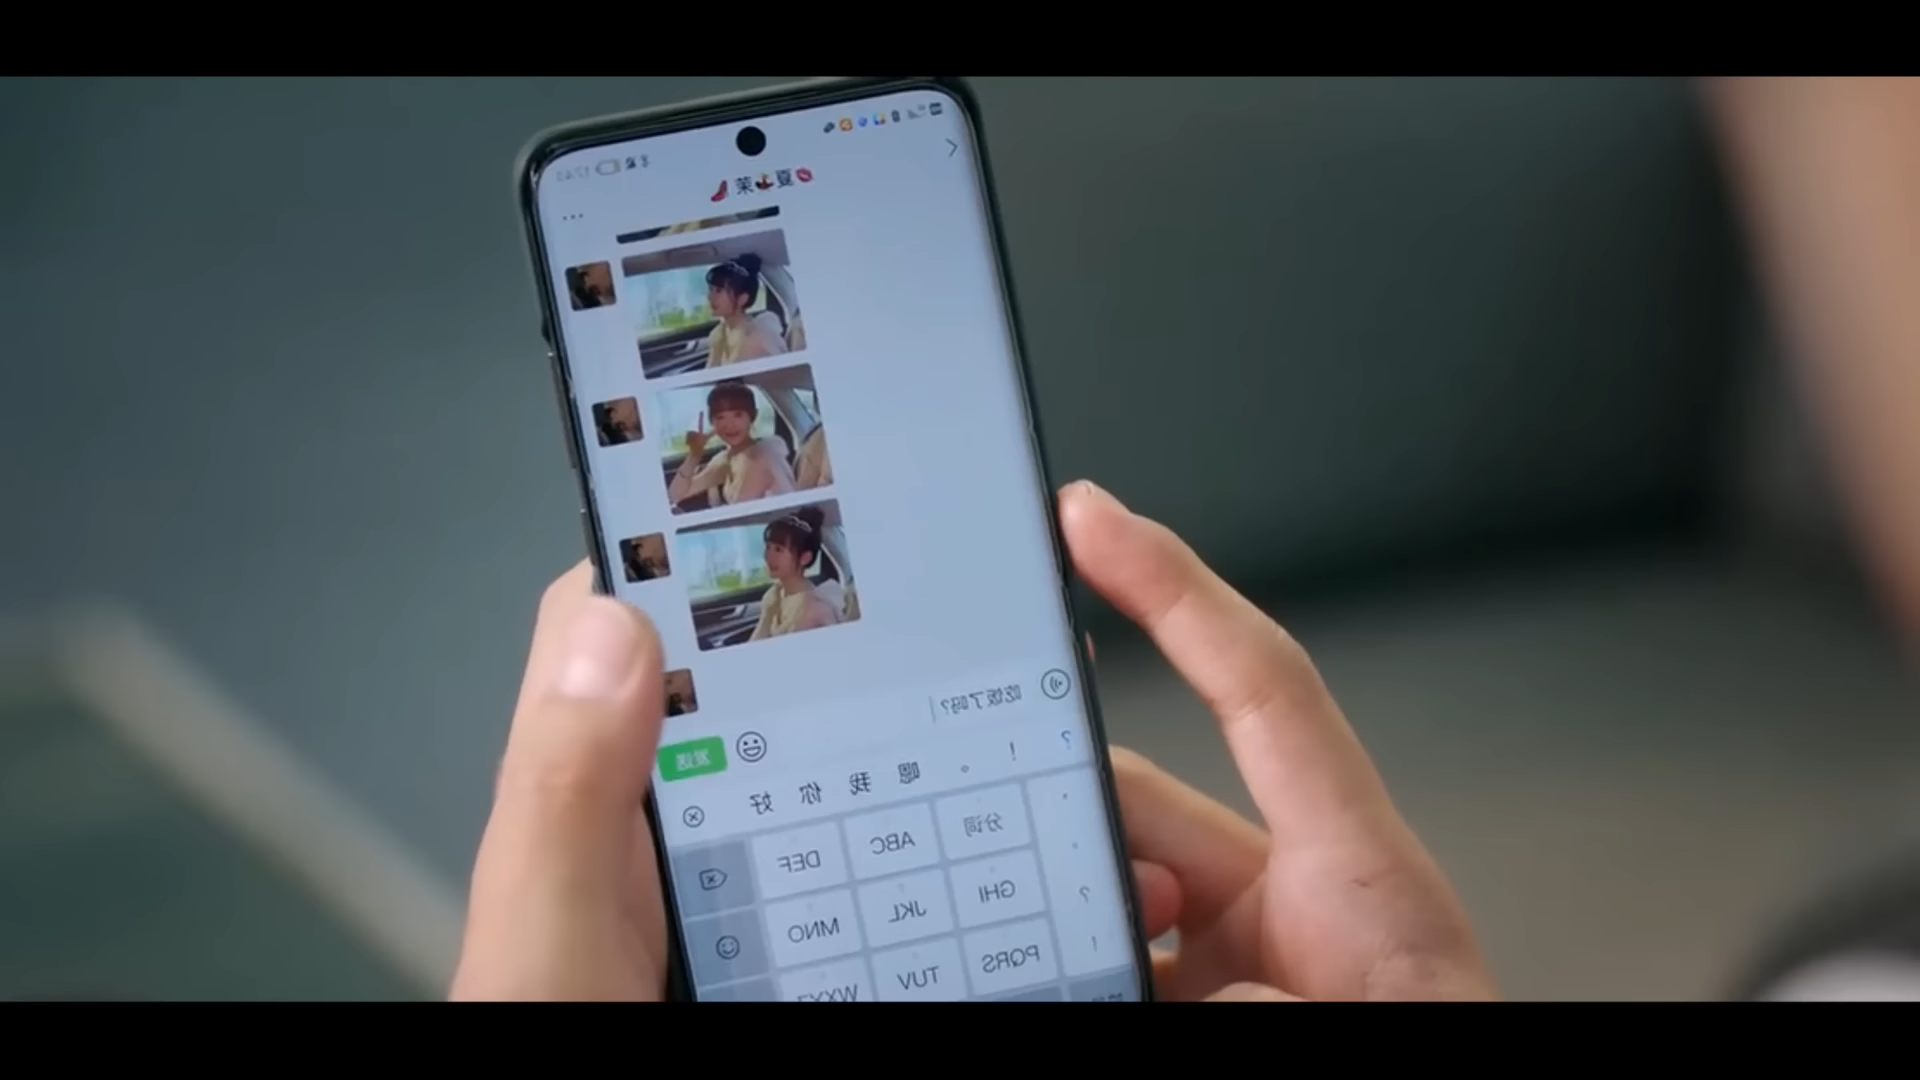 夏茉
吃饭了吗?
发送
? ! 。 嗯 我 你 好
, 分词 ABC DEF
。 GHI JKL MNO
?
! PQRS TUV WXYZ